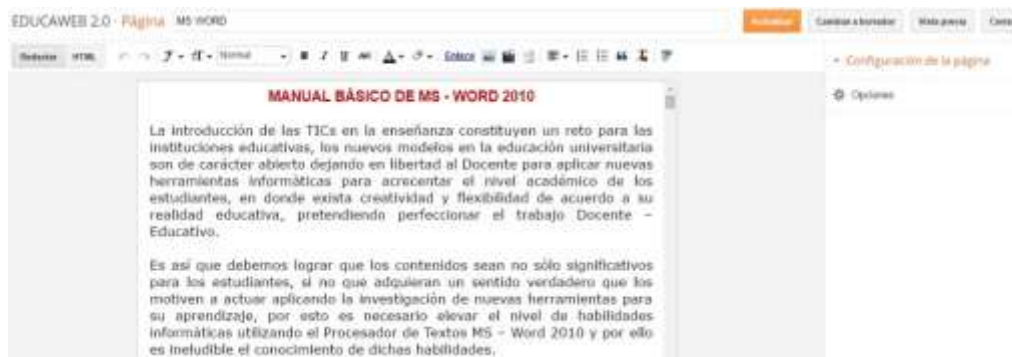 EDUCAWEB 2.0 · Página MS WORD
Actualizar Cambiar a borrador Vista previa
Redactar HTML Normal Enlace
Configuración de la página
Opciones
MANUAL BÁSICO DE MS - WORD 2010
La introducción de las TICs en la enseñanza constituyen un reto para las
instituciones educativas, los nuevos modelos en la educación universitaria
son de carácter abierto dejando en libertad al Docente para aplicar nuevas
herramientas informáticas para acrecentar el nivel académico de los
estudiantes, en donde exista creatividad y flexibilidad de acuerdo a su
realidad educativa, pretendiendo perfeccionar el trabajo Docente –
Educativo.
Es así que debemos lograr que los contenidos sean no sólo significativos
para los estudiantes, si no que adquieran un sentido verdadero que los
motiven a actuar aplicando la investigación de nuevas herramientas para
su aprendizaje, por esto es necesario elevar el nivel de habilidades
informáticas utilizando el Procesador de Textos MS – Word 2010 y por ello
es ineludible el conocimiento de dichas habilidades.